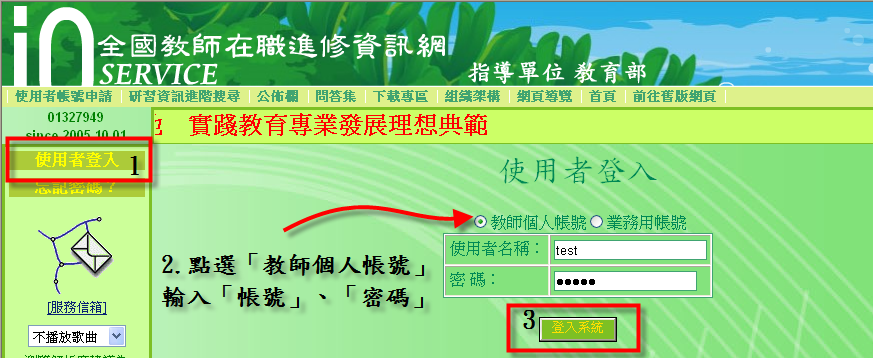 in
全國教師在職進修資訊網
SERVICE
指導單位 教育部
使用者帳號申請 | 研習資訊進階搜尋 | 公佈欄 | 問答集 | 下載專區 | 組織架構 | 網頁導覽 | 首頁 | 前往舊版網頁
01327949
since 2005.10.01
實踐教育專業發展理想典範
使用者登入 1
忘記密碼？
使用者登入
教師個人帳號 業務用帳號
使用者名稱： test
密碼： ●●●●●
2.點選「教師個人帳號」
輸入「帳號」、「密碼」
[服務信箱]
3 登入系統
不播放歌曲